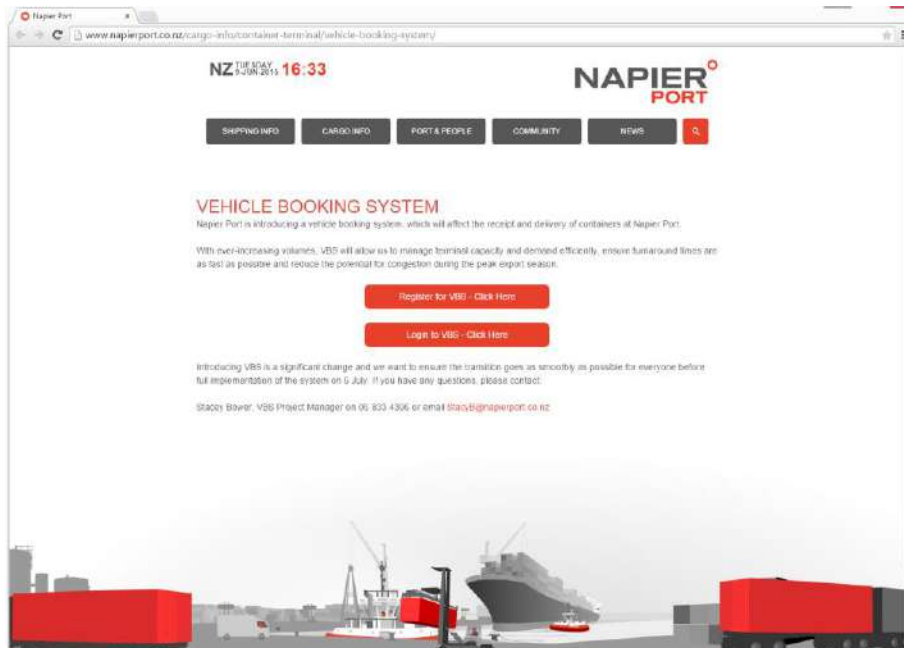 Napier Port
www.napierport.co.nz/cargo-info/container-terminal/vehicle-booking-system/
NZ TUESDAY 9-JUN-2015 16:33
NAPIER
PORT
SHIPPING INFO CARGO INFO PORT & PEOPLE COMMUNITY NEWS
VEHICLE BOOKING SYSTEM
Napier Port is introducing a vehicle booking system, which will affect the receipt and delivery of containers at Napier Port.
With ever-increasing volumes, VBS will allow us to manage terminal capacity and demand efficiently, ensure turnaround times are
as fast as possible and reduce the potential for congestion during the peak export season.
Register for VBS - Click Here
Login to VBS - Click Here
Introducing VBS is a significant change and we want to ensure the transition goes as smoothly as possible for everyone before
full implementation of the system on 6 July. If you have any questions, please contact:
Stacey Bower, VBS Project Manager on 06 833 4306 or email StacyB@napierport.co.nz